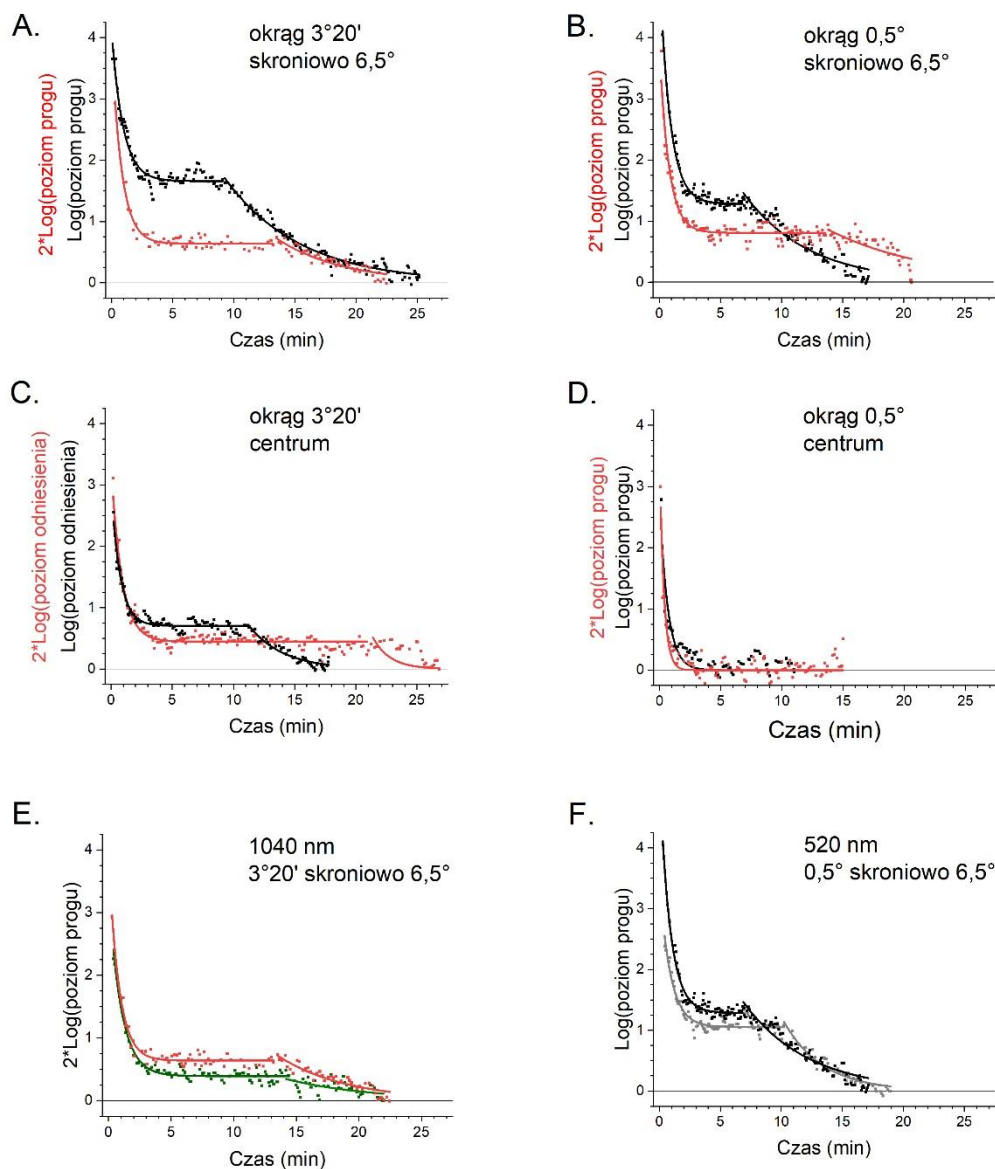 A.
okrąg 3°20'
skroniowo 6,5°
2*Log(poziom progu)
Log(poziom progu)
4
3
2
1
0
0 5 10 15 20 25
Czas (min)
B.
okrąg 0,5°
skroniowo 6,5°
2*Log(poziom progu)
Log(poziom progu)
4
3
2
1
0
0 5 10 15 20 25
Czas (min)
C.
okrąg 3°20'
centrum
2*Log(poziom odniesienia)
Log(poziom odniesienia)
4
3
2
1
0
0 5 10 15 20 25
Czas (min)
D.
okrąg 0,5°
centrum
2*Log(poziom progu)
Log(poziom progu)
4
3
2
1
0
0 5 10 15 20 25
Czas (min)
E.
1040 nm
3°20' skroniowo 6,5°
2*Log(poziom progu)
4
3
2
1
0
0 5 10 15 20 25
Czas (min)
F.
520 nm
0,5° skroniowo 6,5°
Log(poziom progu)
4
3
2
1
0
0 5 10 15 20 25
Czas (min)